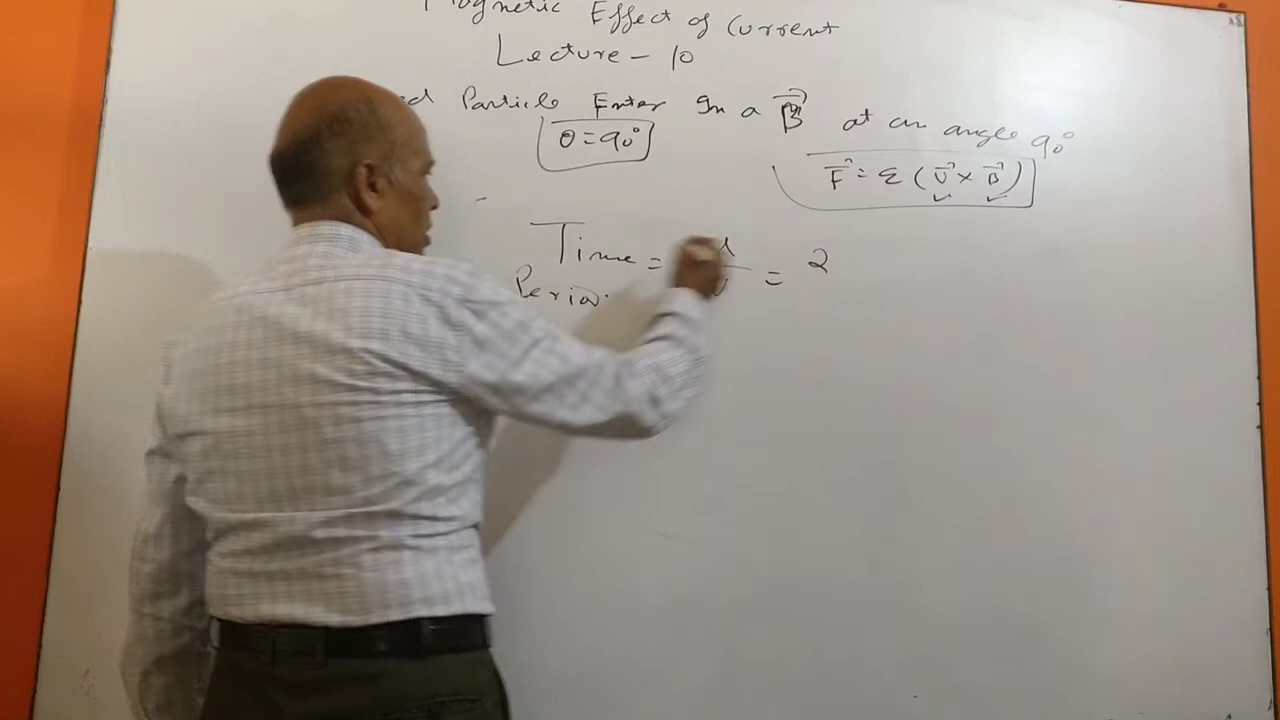 Magnetic Effect of Current
Lecture - 10
Particle Enter In a B⃗ at an angle 90°
θ = 90°
F⃗ = q (v⃗ × B⃗)
Time = = 2